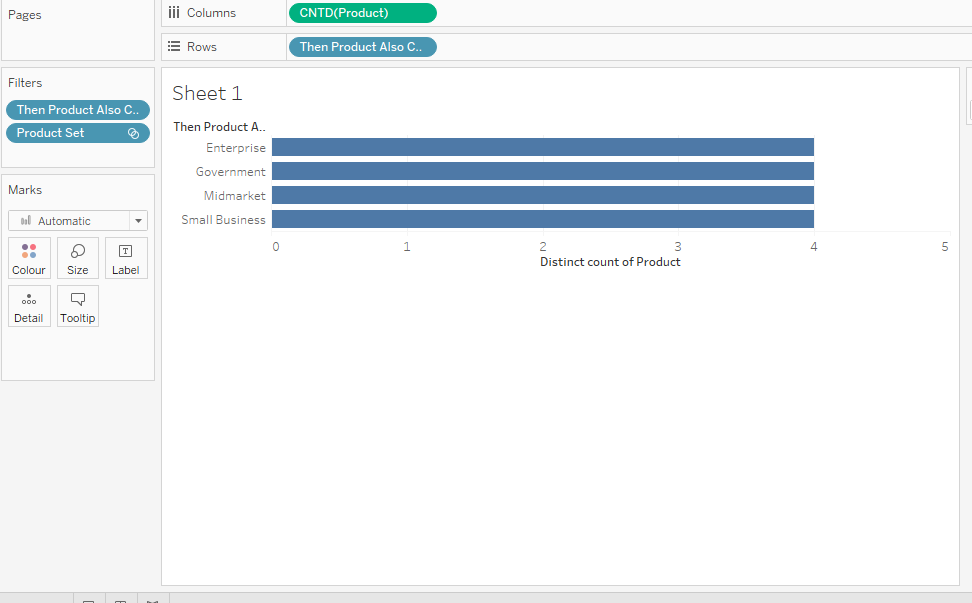 Pages
Columns
CNTD(Product)
Rows
Then Product Also C..
Filters
Then Product Also C..
Product Set
Marks
Automatic
Colour
Size
Label
Detail
Tooltip
Sheet 1
Then Product A..
Enterprise
Government
Midmarket
Small Business
0 1 2 3 4 5
Distinct count of Product